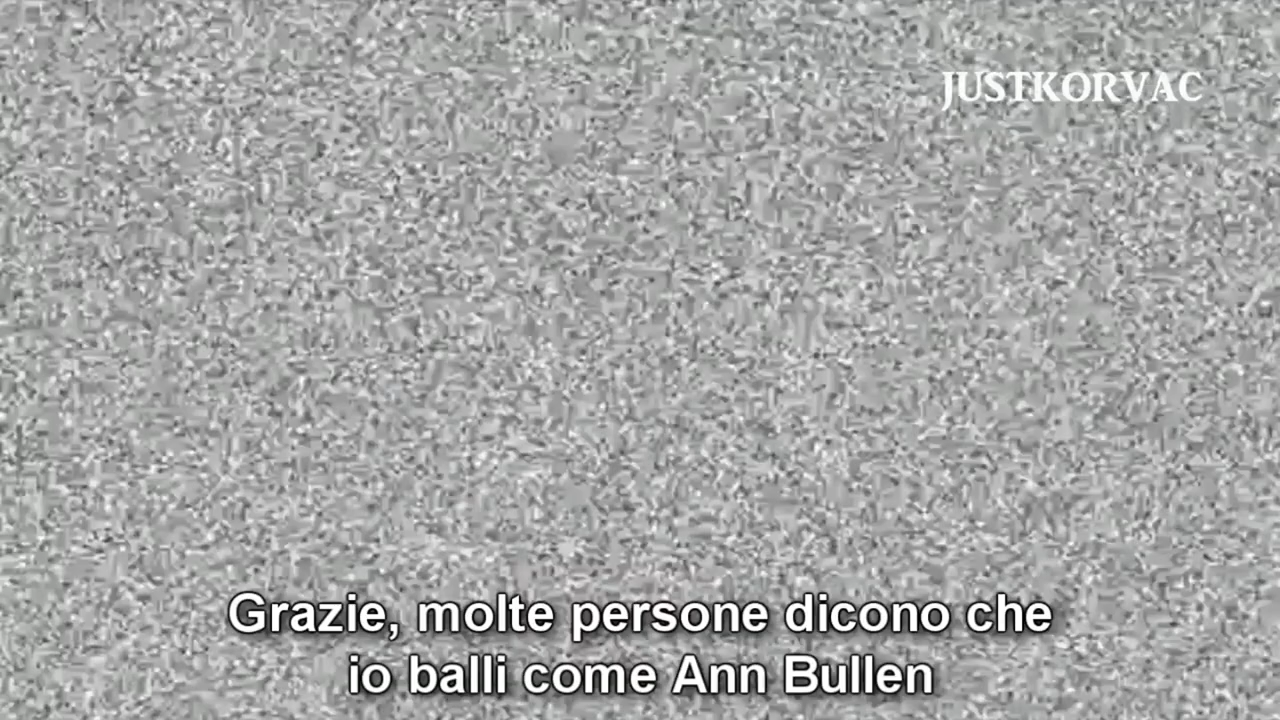 JUSTKORVAC
Grazie, molte persone dicono che
io balli come Ann Bullen